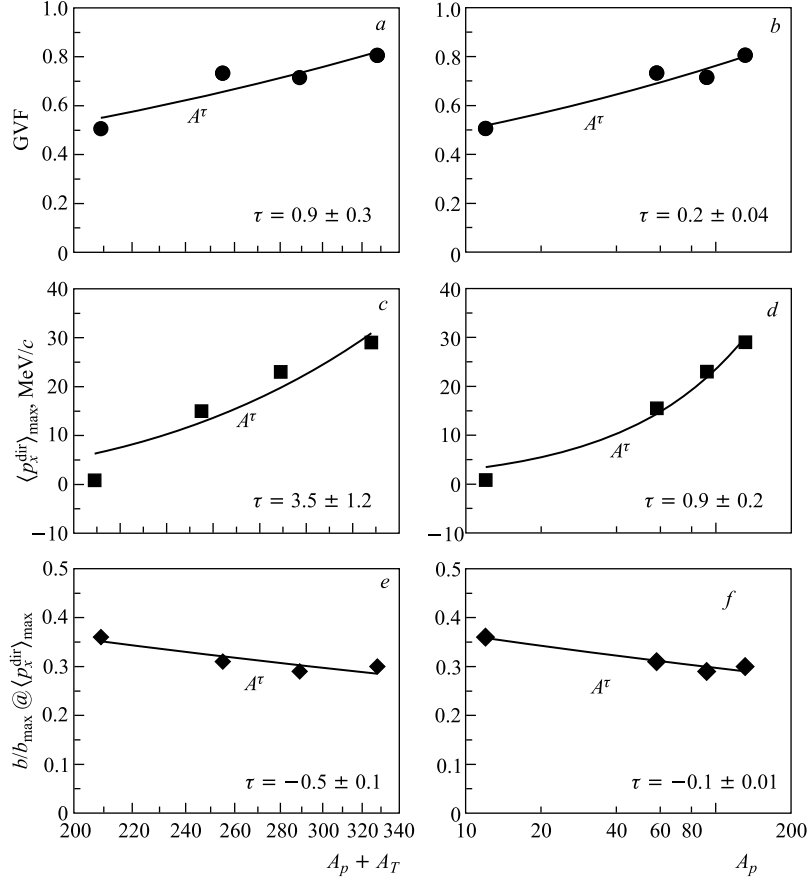 a
GVF
1.0
0.8
0.6
0.4
0.2
0
A^τ
τ = 0.9 ± 0.3
b
1.0
0.8
0.6
0.4
0.2
0
A^τ
τ = 0.2 ± 0.04
c
⟨p_x^dir⟩_max, MeV/c
40
30
20
10
0
−10
A^τ
τ = 3.5 ± 1.2
d
40
30
20
10
0
−10
A^τ
τ = 0.9 ± 0.2
e
b/b_max @⟨p_x^dir⟩_max
0.5
0.4
0.3
0.2
0.1
0
A^τ
τ = −0.5 ± 0.1
200 220 240 260 280 300 320 340
A_p + A_T
f
0.5
0.4
0.3
0.2
0.1
0
A^τ
τ = −0.1 ± 0.01
10 20 40 60 80 200
A_p